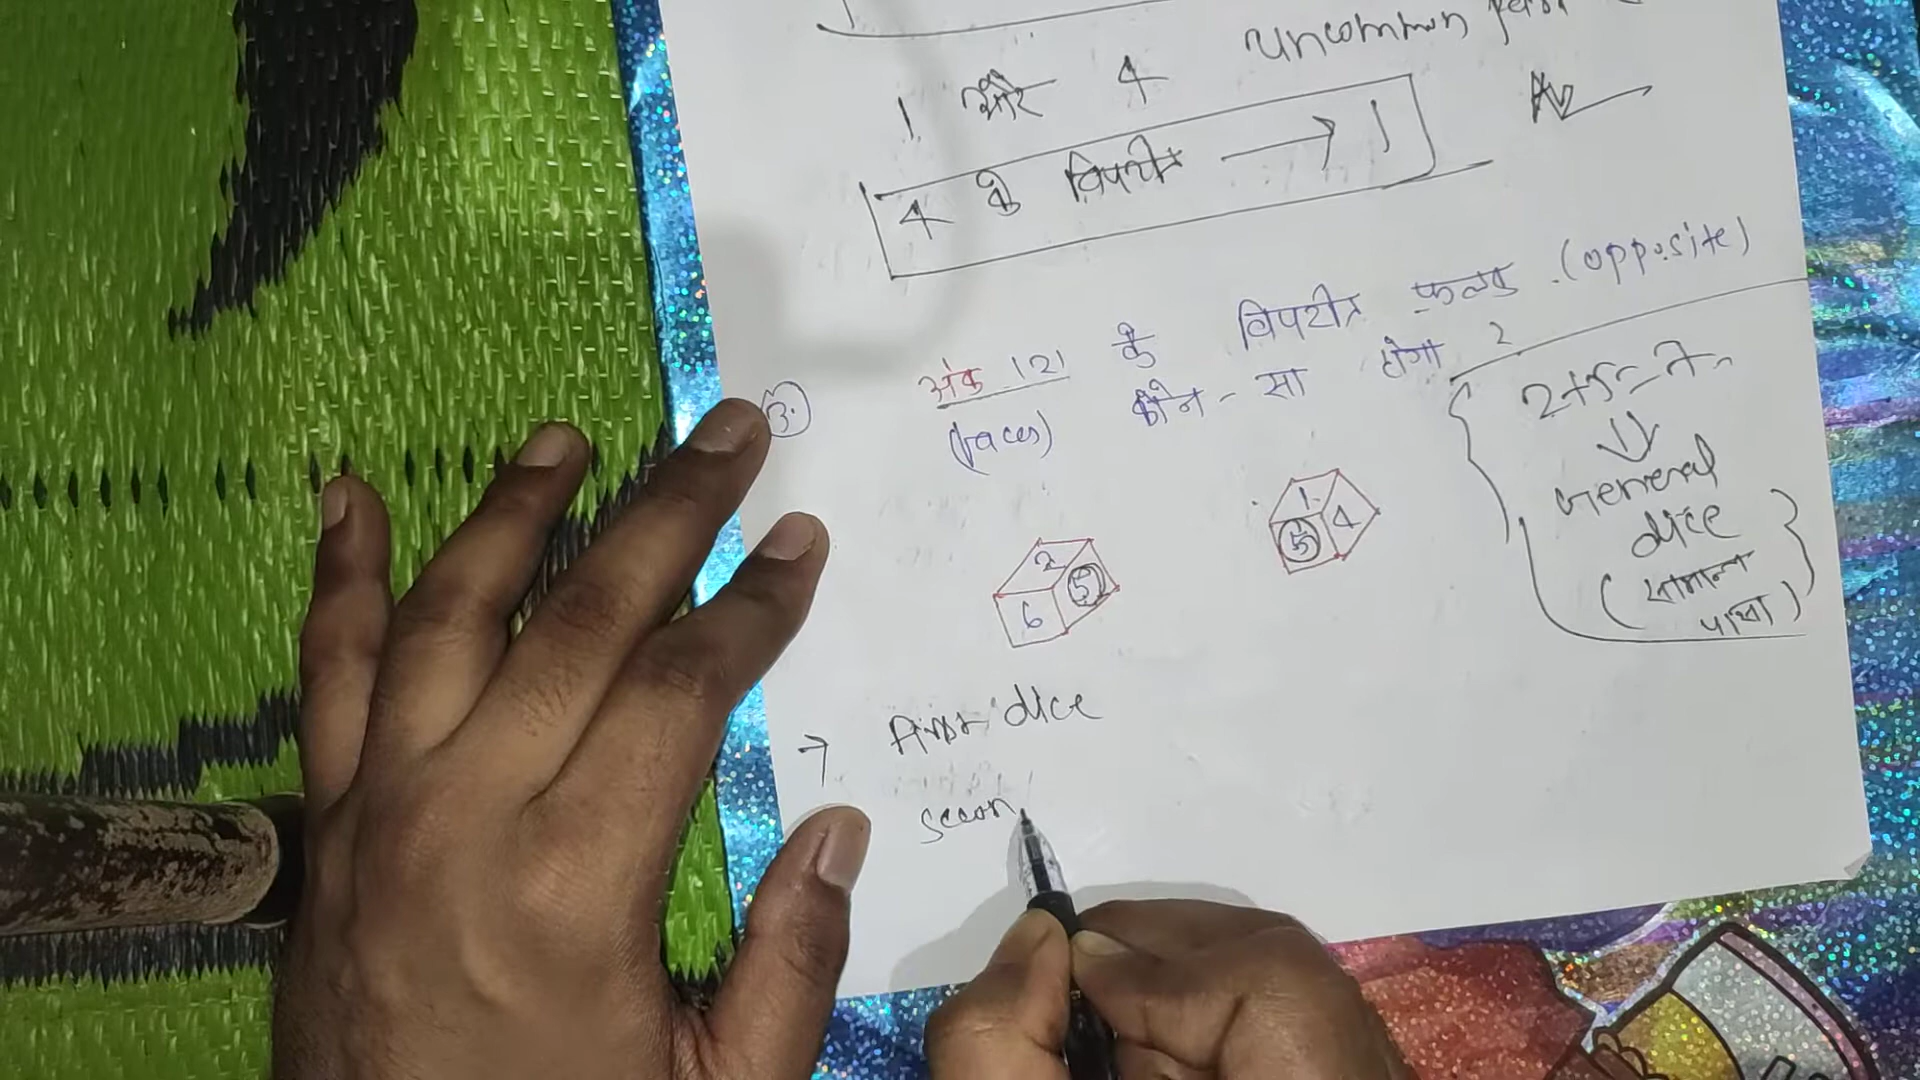 uncommon
1 और 4
4 के विपरीत → 1
3. अंक 121 के विपरीत फलक (opposite)
(faces) कौन-सा होगा ?
2+5=7
⇓
General
dice
(सामान्य
पाशा)
1
5 4
2
6 5
→ First dice
secon